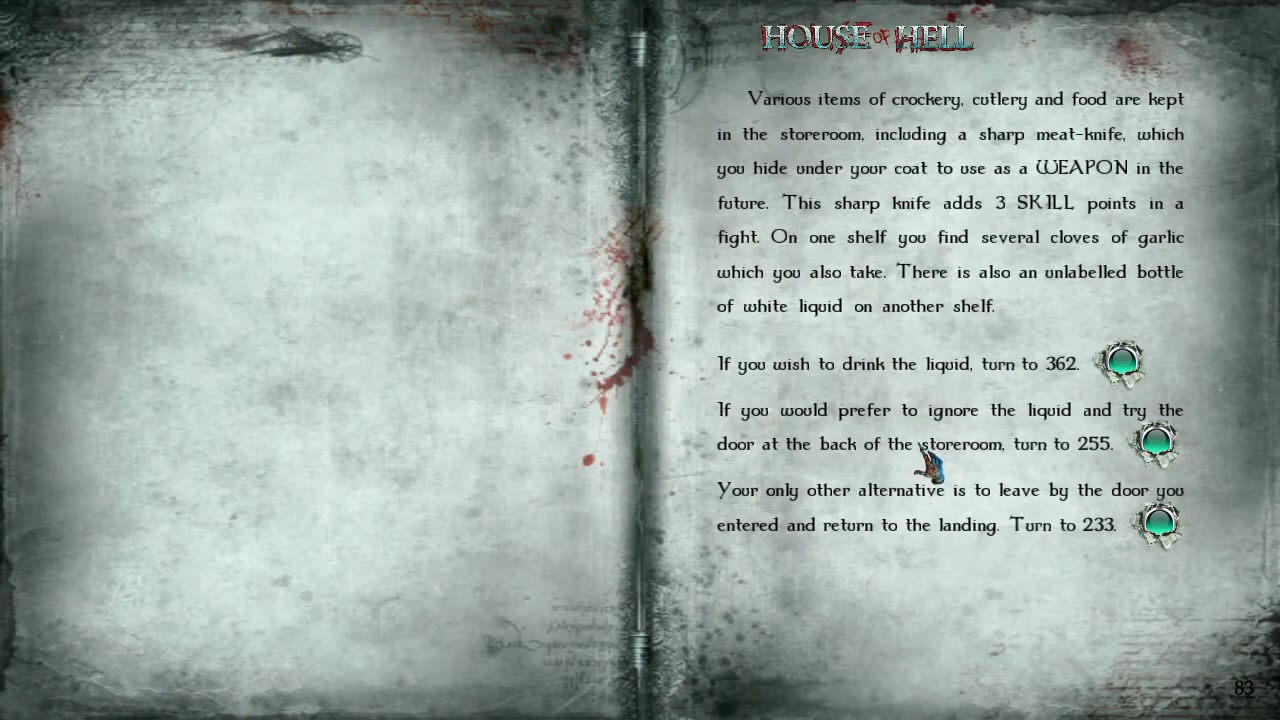 HOUSE OF HELL
Various items of crockery, cutlery and food are kept
in the storeroom, including a sharp meat-knife, which
you hide under your coat to use as a WEAPON in the
future. This sharp knife adds 3 SKILL points in a
fight. On one shelf you find several cloves of garlic
which you also take. There is also an unlabelled bottle
of white liquid on another shelf.
If you wish to drink the liquid, turn to 362.
If you would prefer to ignore the liquid and try the
door at the back of the storeroom, turn to 255.
Your only other alternative is to leave by the door you
entered and return to the landing. Turn to 233.
83